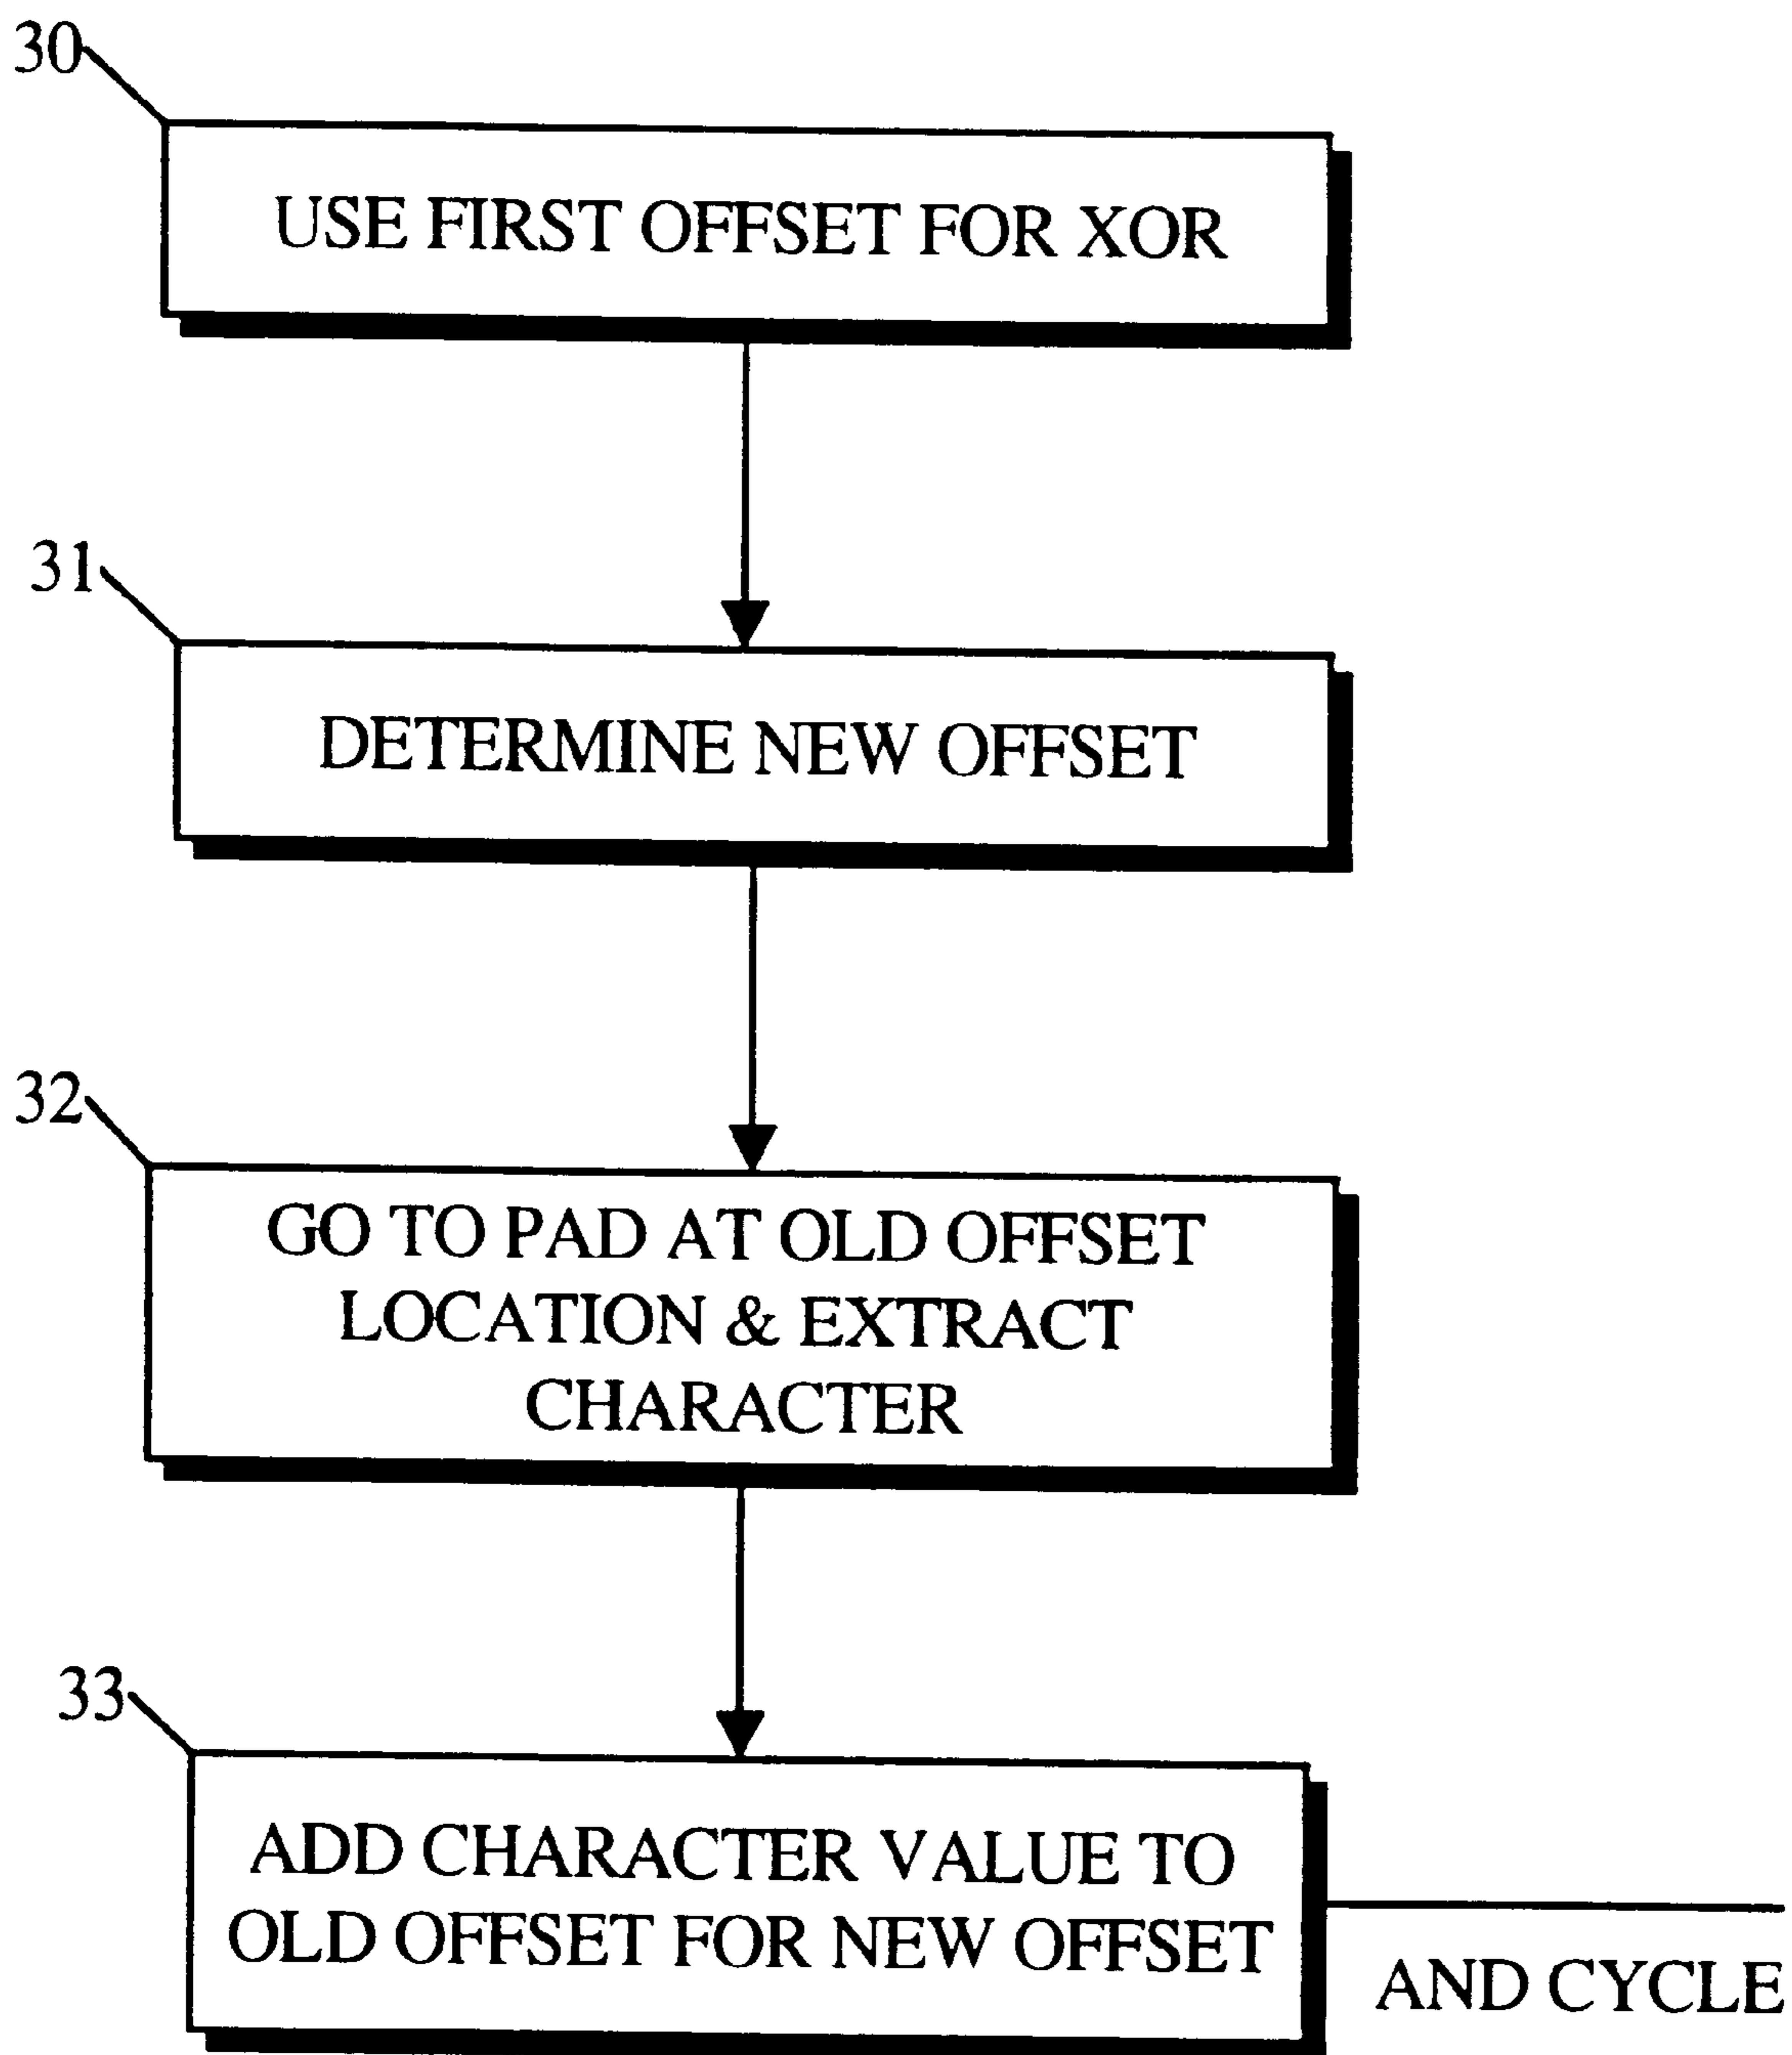 30
USE FIRST OFFSET FOR XOR
31
DETERMINE NEW OFFSET
32
GO TO PAD AT OLD OFFSET
LOCATION & EXTRACT
CHARACTER
33
ADD CHARACTER VALUE TO
OLD OFFSET FOR NEW OFFSET
AND CYCLE